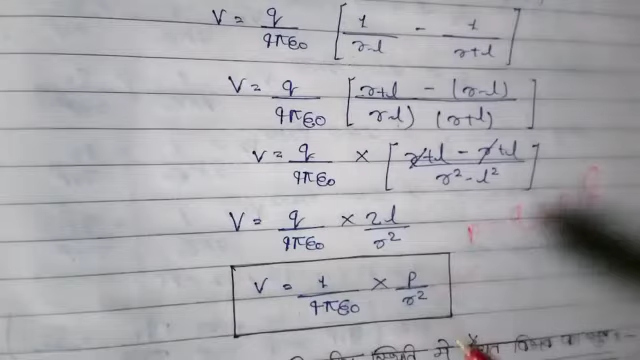 V = q/4πε₀ [1/r-l - 1/r+l]
V = q/4πε₀ [r+l - (r-l)/(r-l) (r+l)]
V = q/4πε₀ × [r+l - r+l/r² - l²]
V = q/4πε₀ × 2l/r²
V = 1/4πε₀ × P/r²
स्थिति में